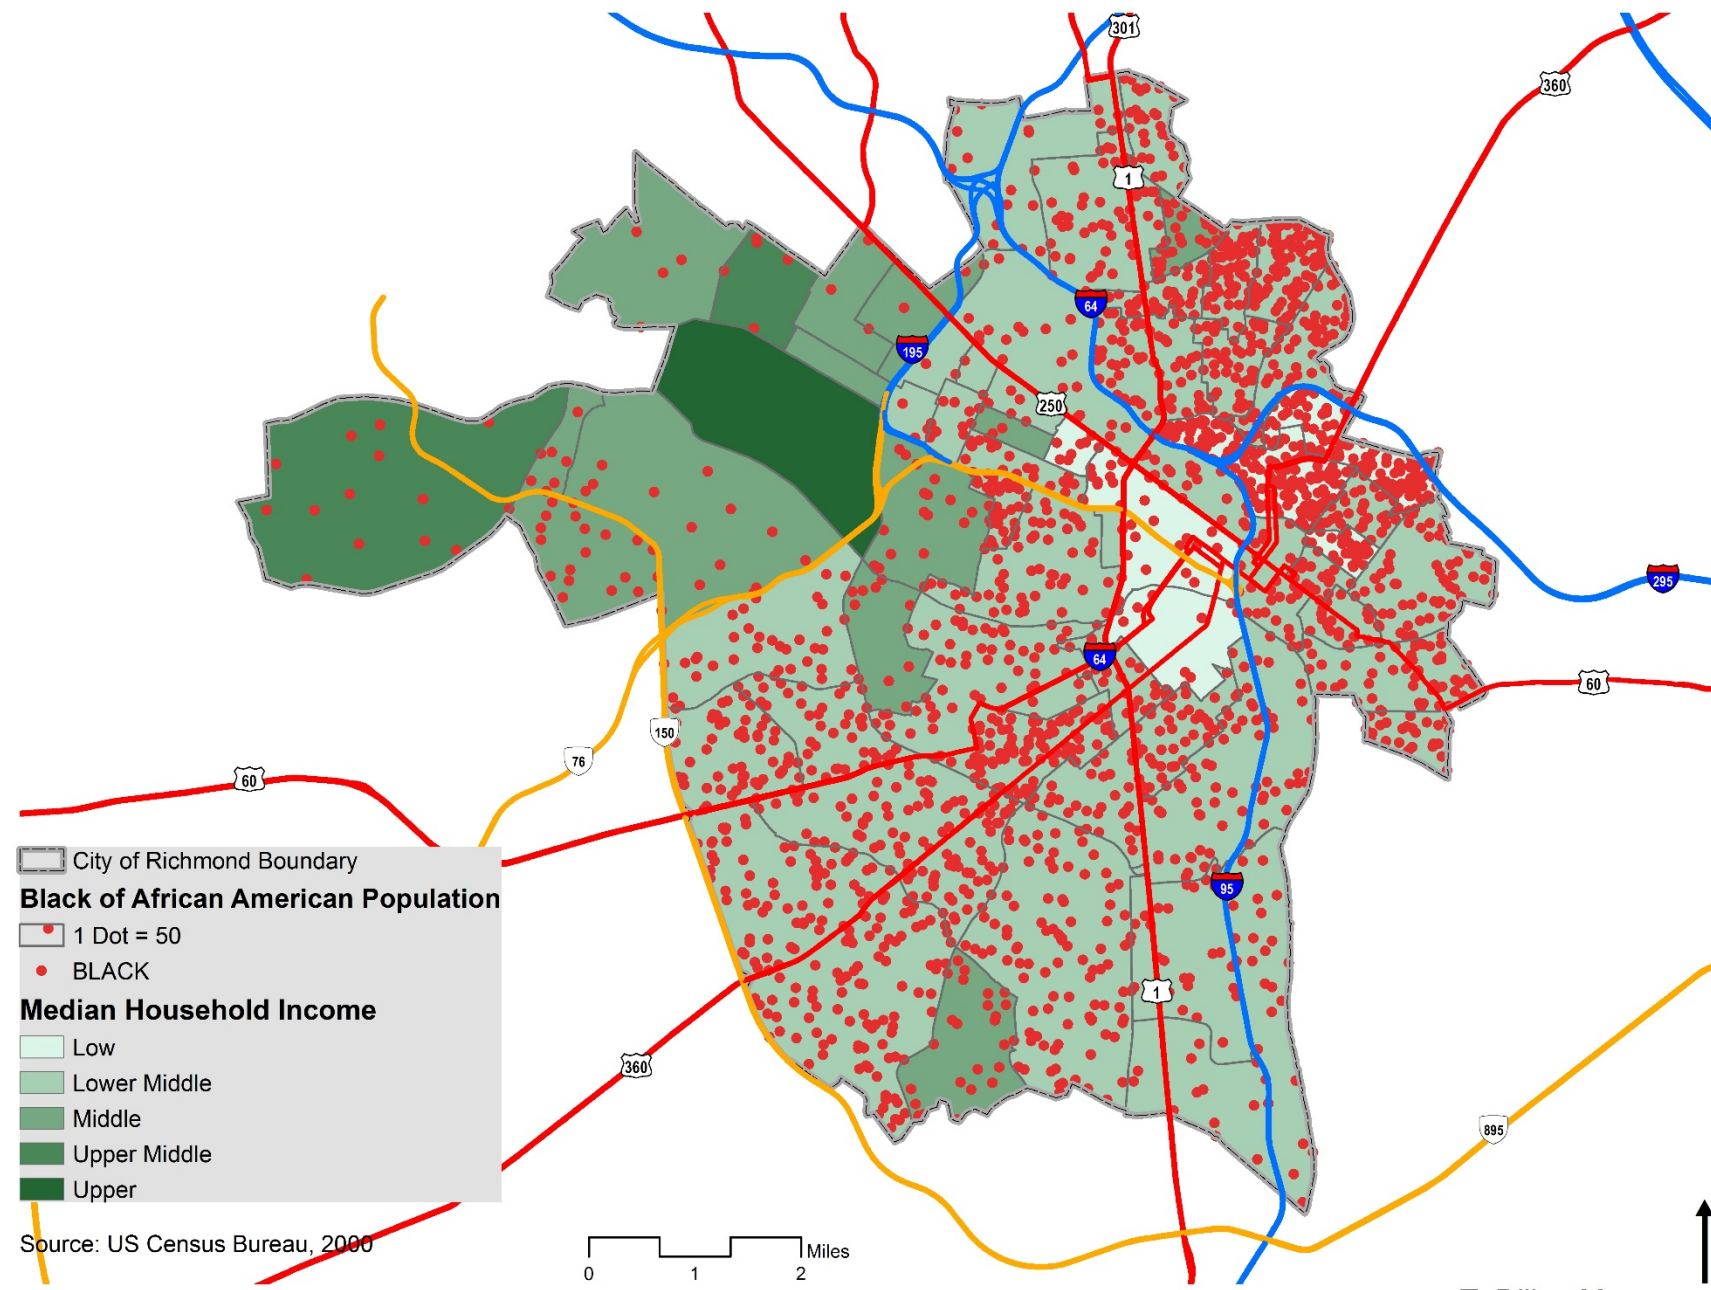 301
360
1
64
195
250
295
64
60
150
76
60
95
1
360
895
City of Richmond Boundary
Black of African American Population
1 Dot = 50
BLACK
Median Household Income
Low
Lower Middle
Middle
Upper Middle
Upper
Source: US Census Bureau, 2000
Miles
0 1 2